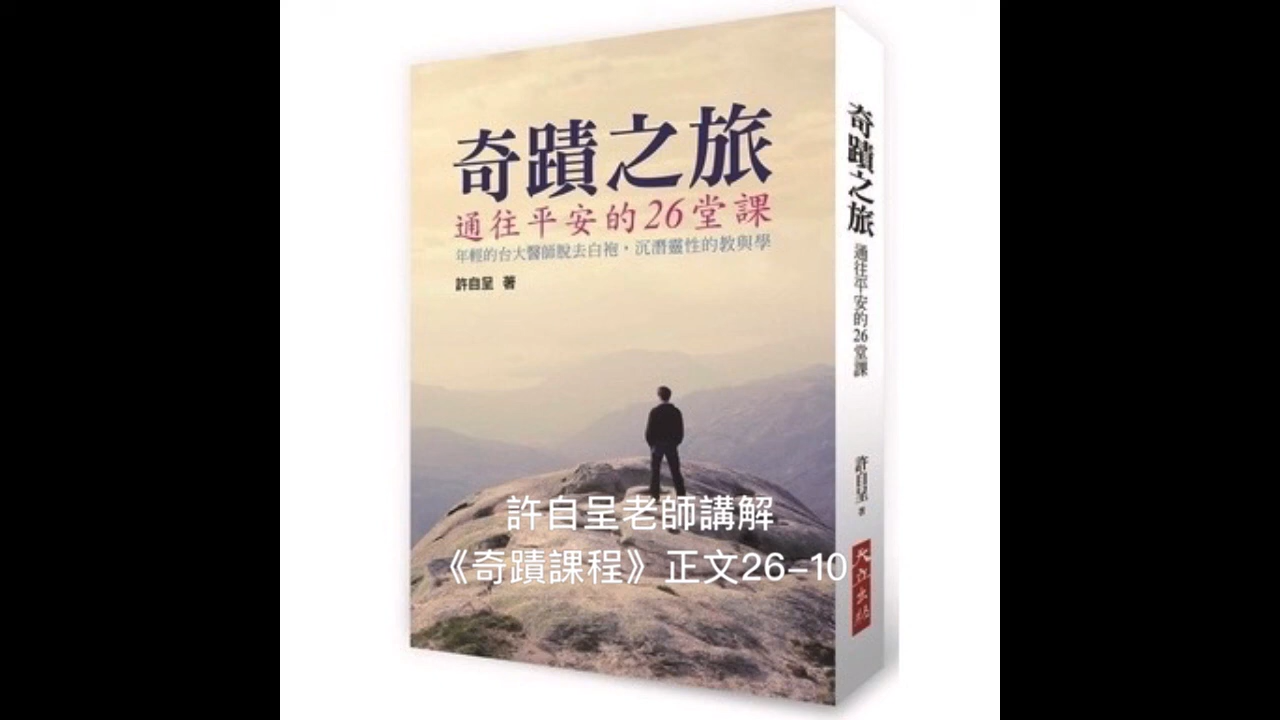 奇蹟之旅
通往平安的26堂課
年輕的台大醫師脫去白袍,沉潛靈性的教與學
許自呈 著
許自呈老師講解
《奇蹟課程》正文26-10
奇蹟之旅
通往平安的26堂課
許自呈 著